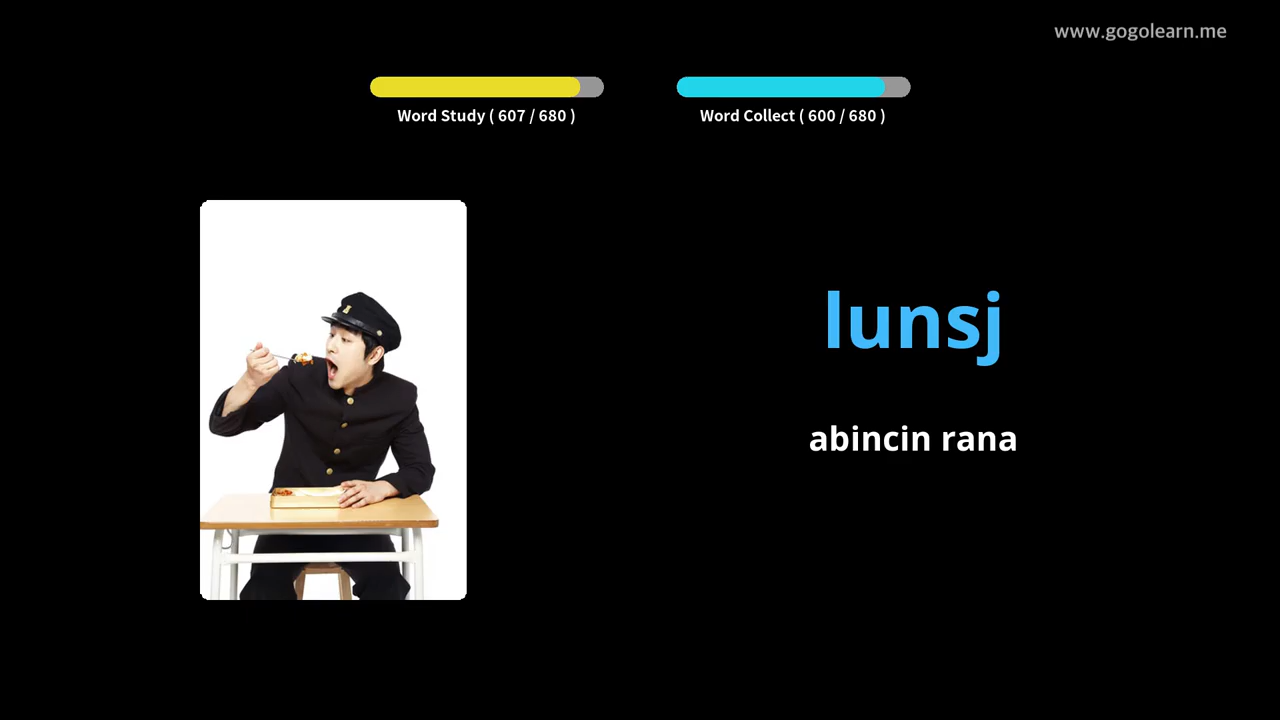 www.gogolearn.me
Word Study ( 607 / 680 )
Word Collect ( 600 / 680 )
lunsj
abincin rana